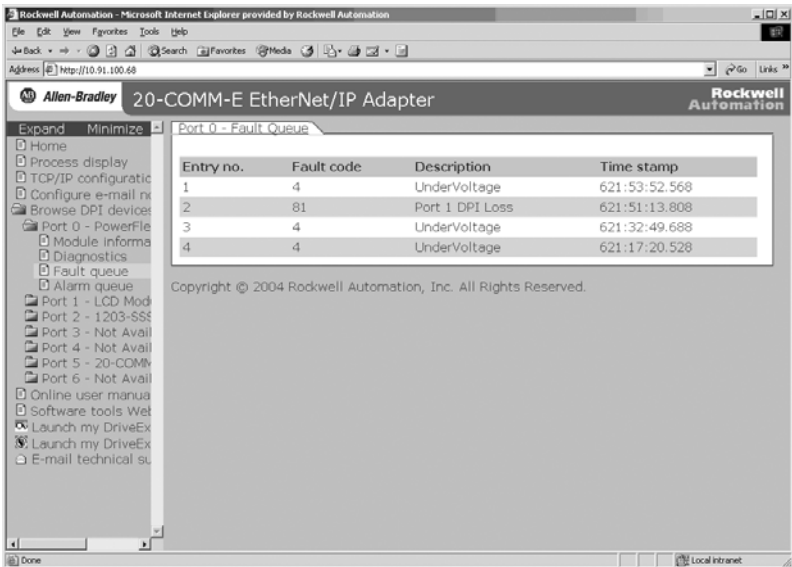 Rockwell Automation - Microsoft Internet Explorer provided by Rockwell Automation
File Edit View Favorites Tools Help
Back Search Favorites Media
Address http://10.91.100.68 Go Links »
AB Allen-Bradley 20-COMM-E EtherNet/IP Adapter Rockwell Automation
Expand Minimize
Home
Process display
TCP/IP configuratic
Configure e-mail no
Browse DPI devices
Port 0 - PowerFle
Module informa
Diagnostics
Fault queue
Alarm queue
Port 1 - LCD Modu
Port 2 - 1203-SSS
Port 3 - Not Avail
Port 4 - Not Avail
Port 5 - 20-COMM
Port 6 - Not Avail
Online user manua
Software tools Web
Launch my DriveEx
Launch my DriveEx
E-mail technical su
Port 0 - Fault Queue
Entry no. Fault code Description Time stamp
1 4 UnderVoltage 621:53:52.568
2 81 Port 1 DPI Loss 621:51:13.808
3 4 UnderVoltage 621:32:49.688
4 4 UnderVoltage 621:17:20.528
Copyright © 2004 Rockwell Automation, Inc. All Rights Reserved.
Done Local intranet